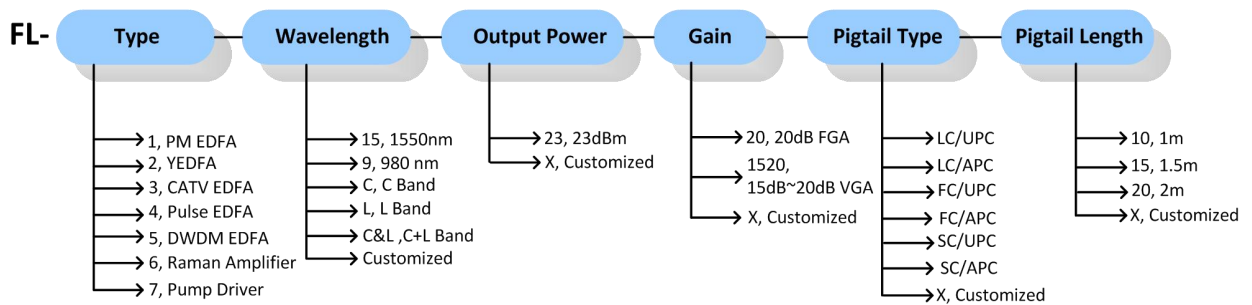 FL-
Type
Wavelength
Output Power
Gain
Pigtail Type
Pigtail Length
1, PM EDFA
2, YEDFA
3, CATV EDFA
4, Pulse EDFA
5, DWDM EDFA
6, Raman Amplifier
7, Pump Driver
15, 1550nm
9, 980 nm
C, C Band
L, L Band
C&L ,C+L Band
Customized
23, 23dBm
X, Customized
20, 20dB FGA
1520,
15dB~20dB VGA
X, Customized
LC/UPC
LC/APC
FC/UPC
FC/APC
SC/UPC
SC/APC
X, Customized
10, 1m
15, 1.5m
20, 2m
X, Customized